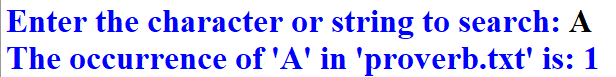 Enter the character or string to search: A
The occurrence of 'A' in 'proverb.txt' is: 1